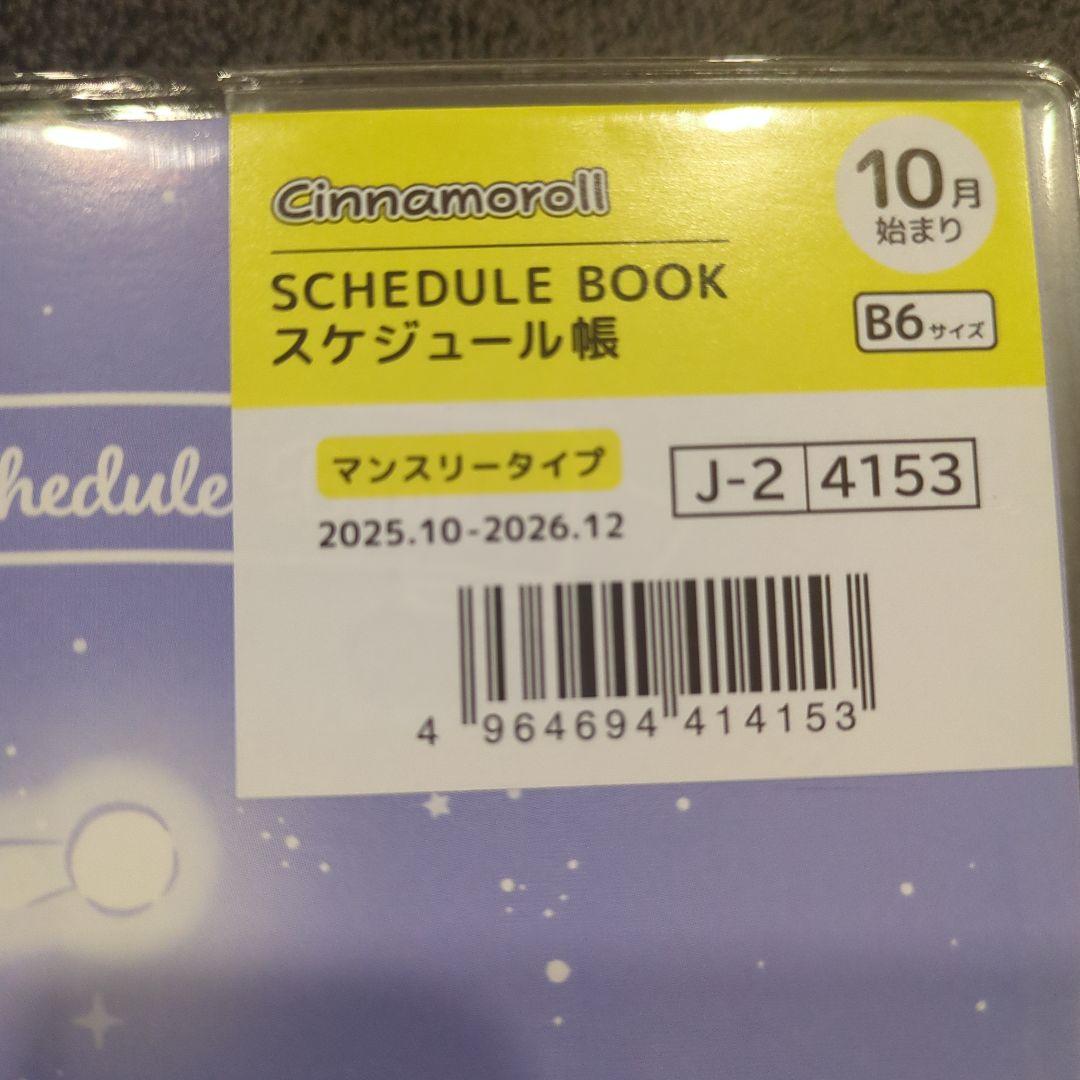 Cinnamoroll
SCHEDULE BOOK
スケジュール帳
10月
始まり
B6サイズ
hedule
マンスリータイプ
2025.10-2026.12
J-2 4153
4 964694 414153